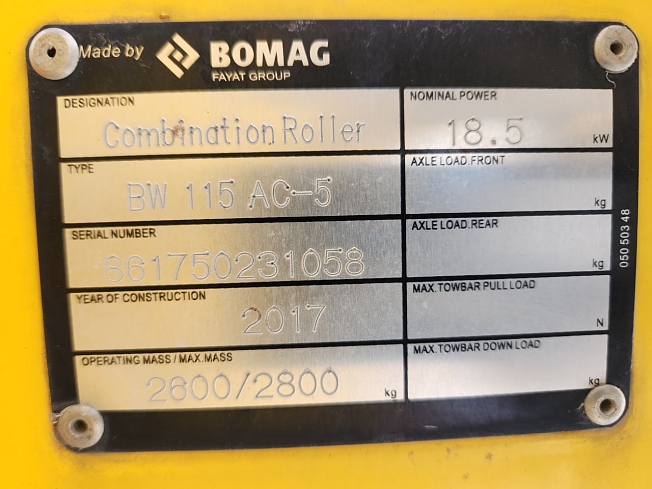 Made by BOMAG
FAYAT GROUP
DESIGNATION
Combination Roller
NOMINAL POWER
18.5 kW
TYPE
BW 115 AC-5
AXLE LOAD.FRONT
kg
SERIAL NUMBER
861750231058
AXLE LOAD.REAR
kg
YEAR OF CONSTRUCTION
2017
MAX.TOWBAR PULL LOAD
N
OPERATING MASS / MAX.MASS
2600/2800 kg
MAX.TOWBAR DOWN LOAD
kg
050 503 48